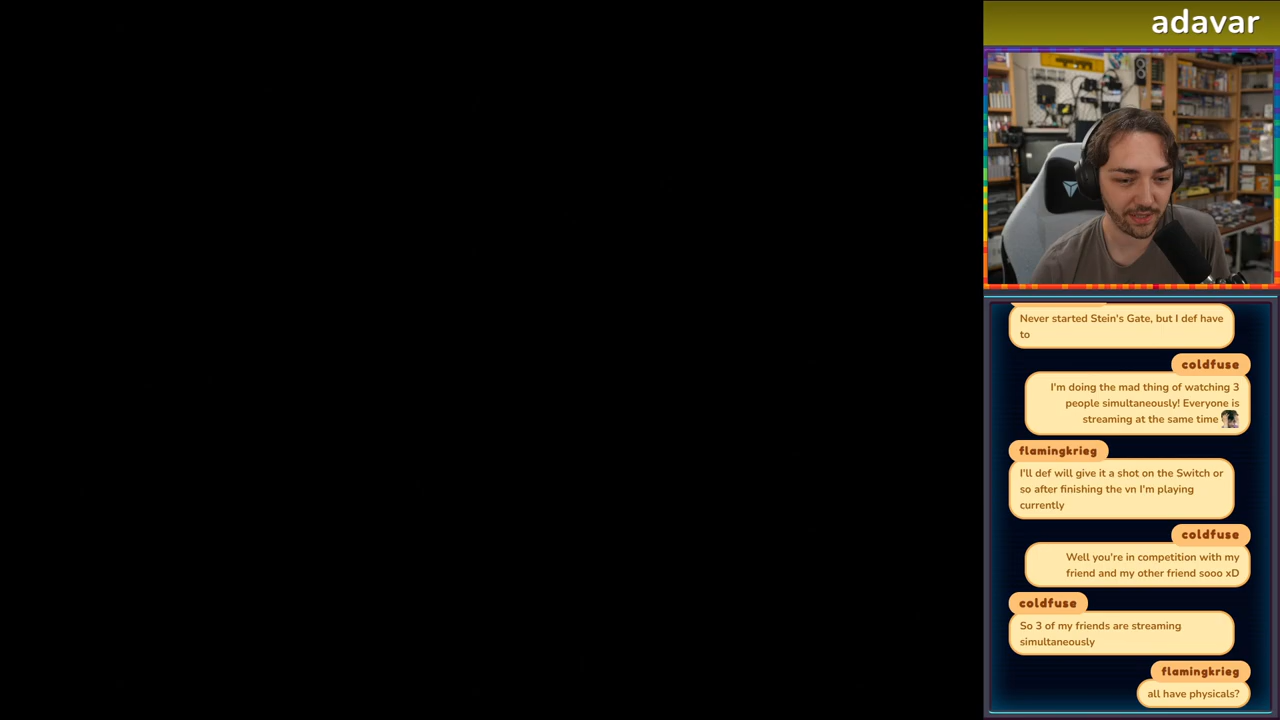 adavar
Never started Stein's Gate, but I def have
to
coldfuse
I'm doing the mad thing of watching 3
people simultaneously! Everyone is
streaming at the same time
flamingkrieg
I'll def will give it a shot on the Switch or
so after finishing the vn I'm playing
currently
coldfuse
Well you're in competition with my
friend and my other friend sooo xD
coldfuse
So 3 of my friends are streaming
simultaneously
flamingkrieg
all have physicals?